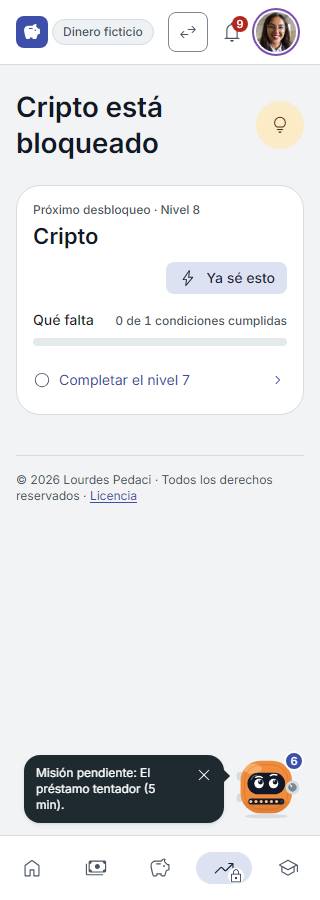 Dinero ficticio
9
Cripto está
bloqueado
Próximo desbloqueo · Nivel 8
Cripto
Ya sé esto
Qué falta
0 de 1 condiciones cumplidas
Completar el nivel 7
© 2026 Lourdes Pedaci · Todos los derechos
reservados · Licencia
Misión pendiente: El
préstamo tentador (5
min).
6